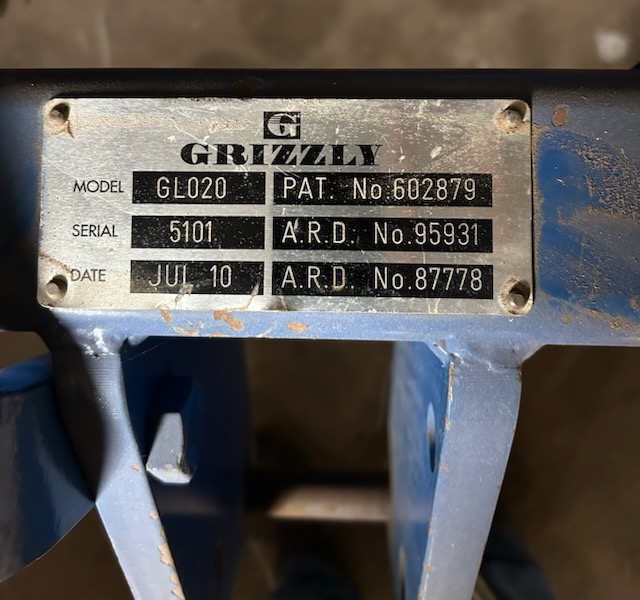 G
GRIZZLY
MODEL GL020 PAT. No.602879
SERIAL 5101 A.R.D. No.95931
DATE JUL 10 A.R.D. No.87778